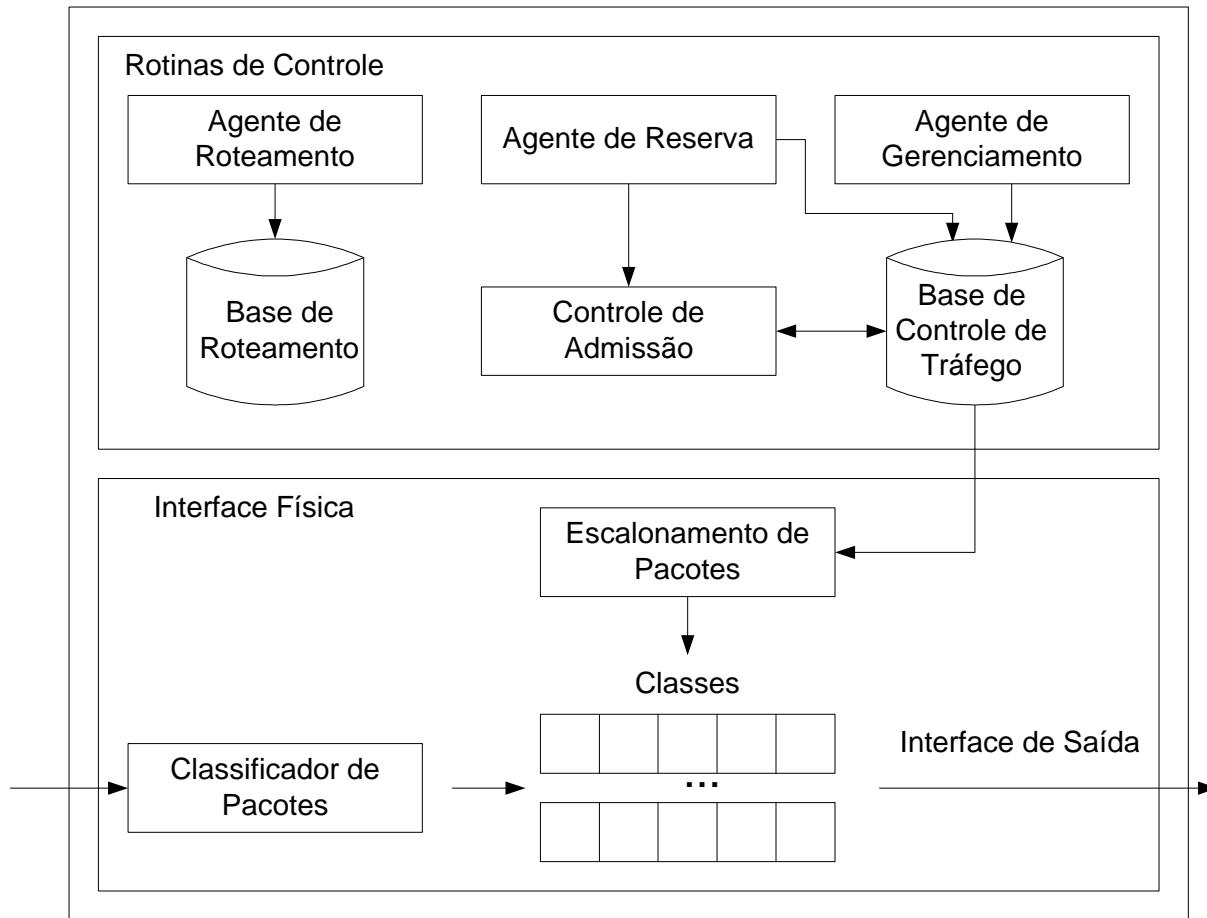 Rotinas de Controle
Agente de
Roteamento
Agente de Reserva
Agente de
Gerenciamento
Base de
Roteamento
Controle de
Admissão
Base de
Controle de
Tráfego
Interface Física
Escalonamento de
Pacotes
Classes
Classificador de
Pacotes
...
Interface de Saída